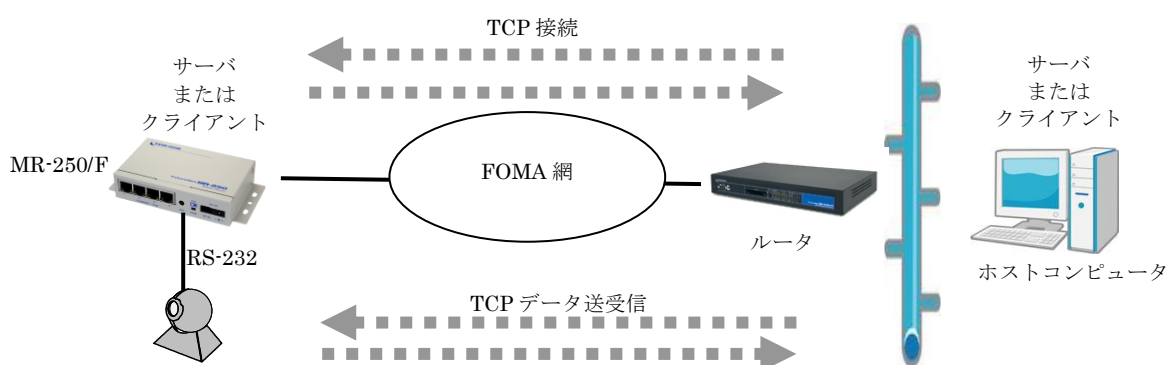 TCP 接続
サーバ
または
クライアント
MR-250/F
FOMA 網
サーバ
または
クライアント
ルータ
RS-232
ホストコンピュータ
TCP データ送受信